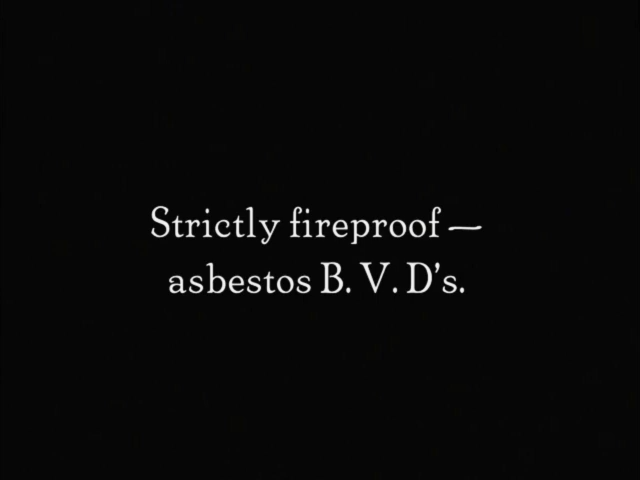 Strictly fireproof —
asbestos B. V. D's.